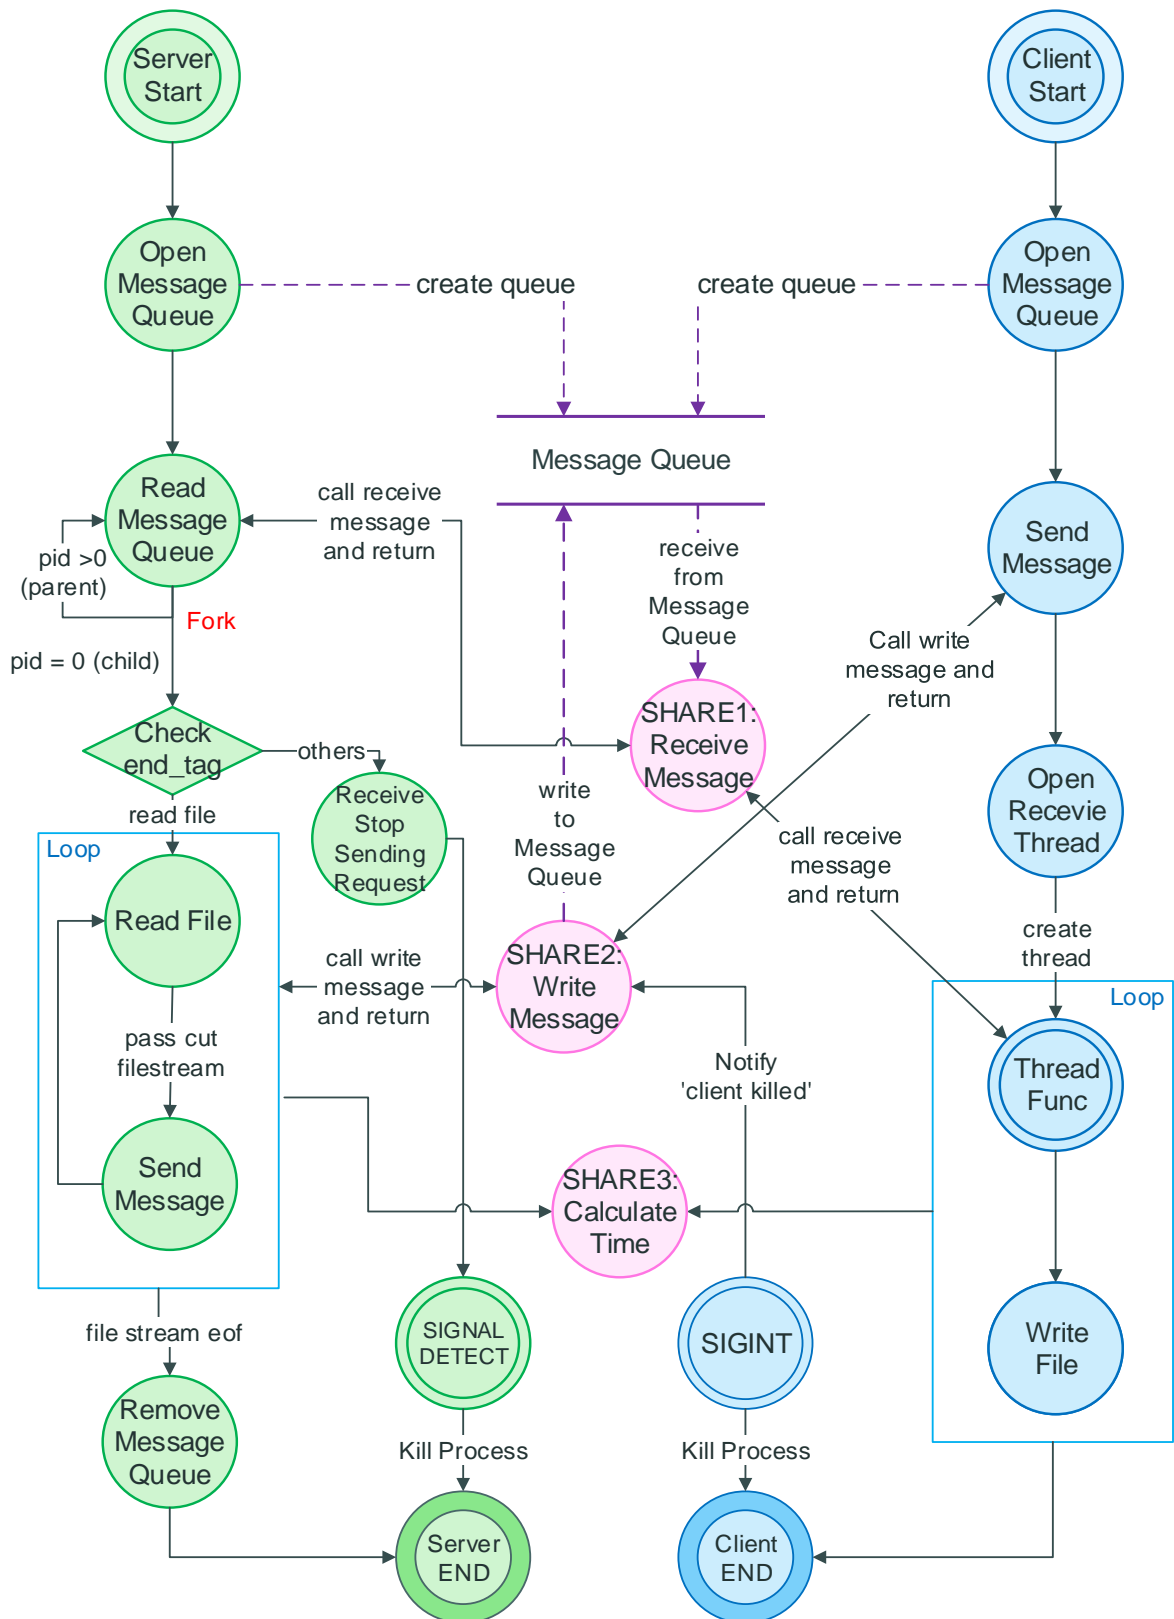 Server
Start
Client
Start
Open
Message
Queue
create queue
create queue
Open
Message
Queue
Message Queue
Read
Message
Queue
call receive
message
and return
receive
from
Message
Queue
Send
Message
pid >0
(parent)
Fork
pid = 0 (child)
Call write
message and
return
SHARE1:
Receive
Message
Check
end_tag
others
read file
Receive
Stop
Sending
Request
write
to
Message
Queue
call receive
message
and return
Open
Recevie
Thread
Loop
Read File
call write
message
and return
SHARE2:
Write
Message
create
thread
Loop
pass cut
filestream
Notify
'client killed'
Thread
Func
Send
Message
SHARE3:
Calculate
Time
file stream eof
SIGNAL
DETECT
SIGINT
Write
File
Remove
Message
Queue
Kill Process
Kill Process
Server
END
Client
END